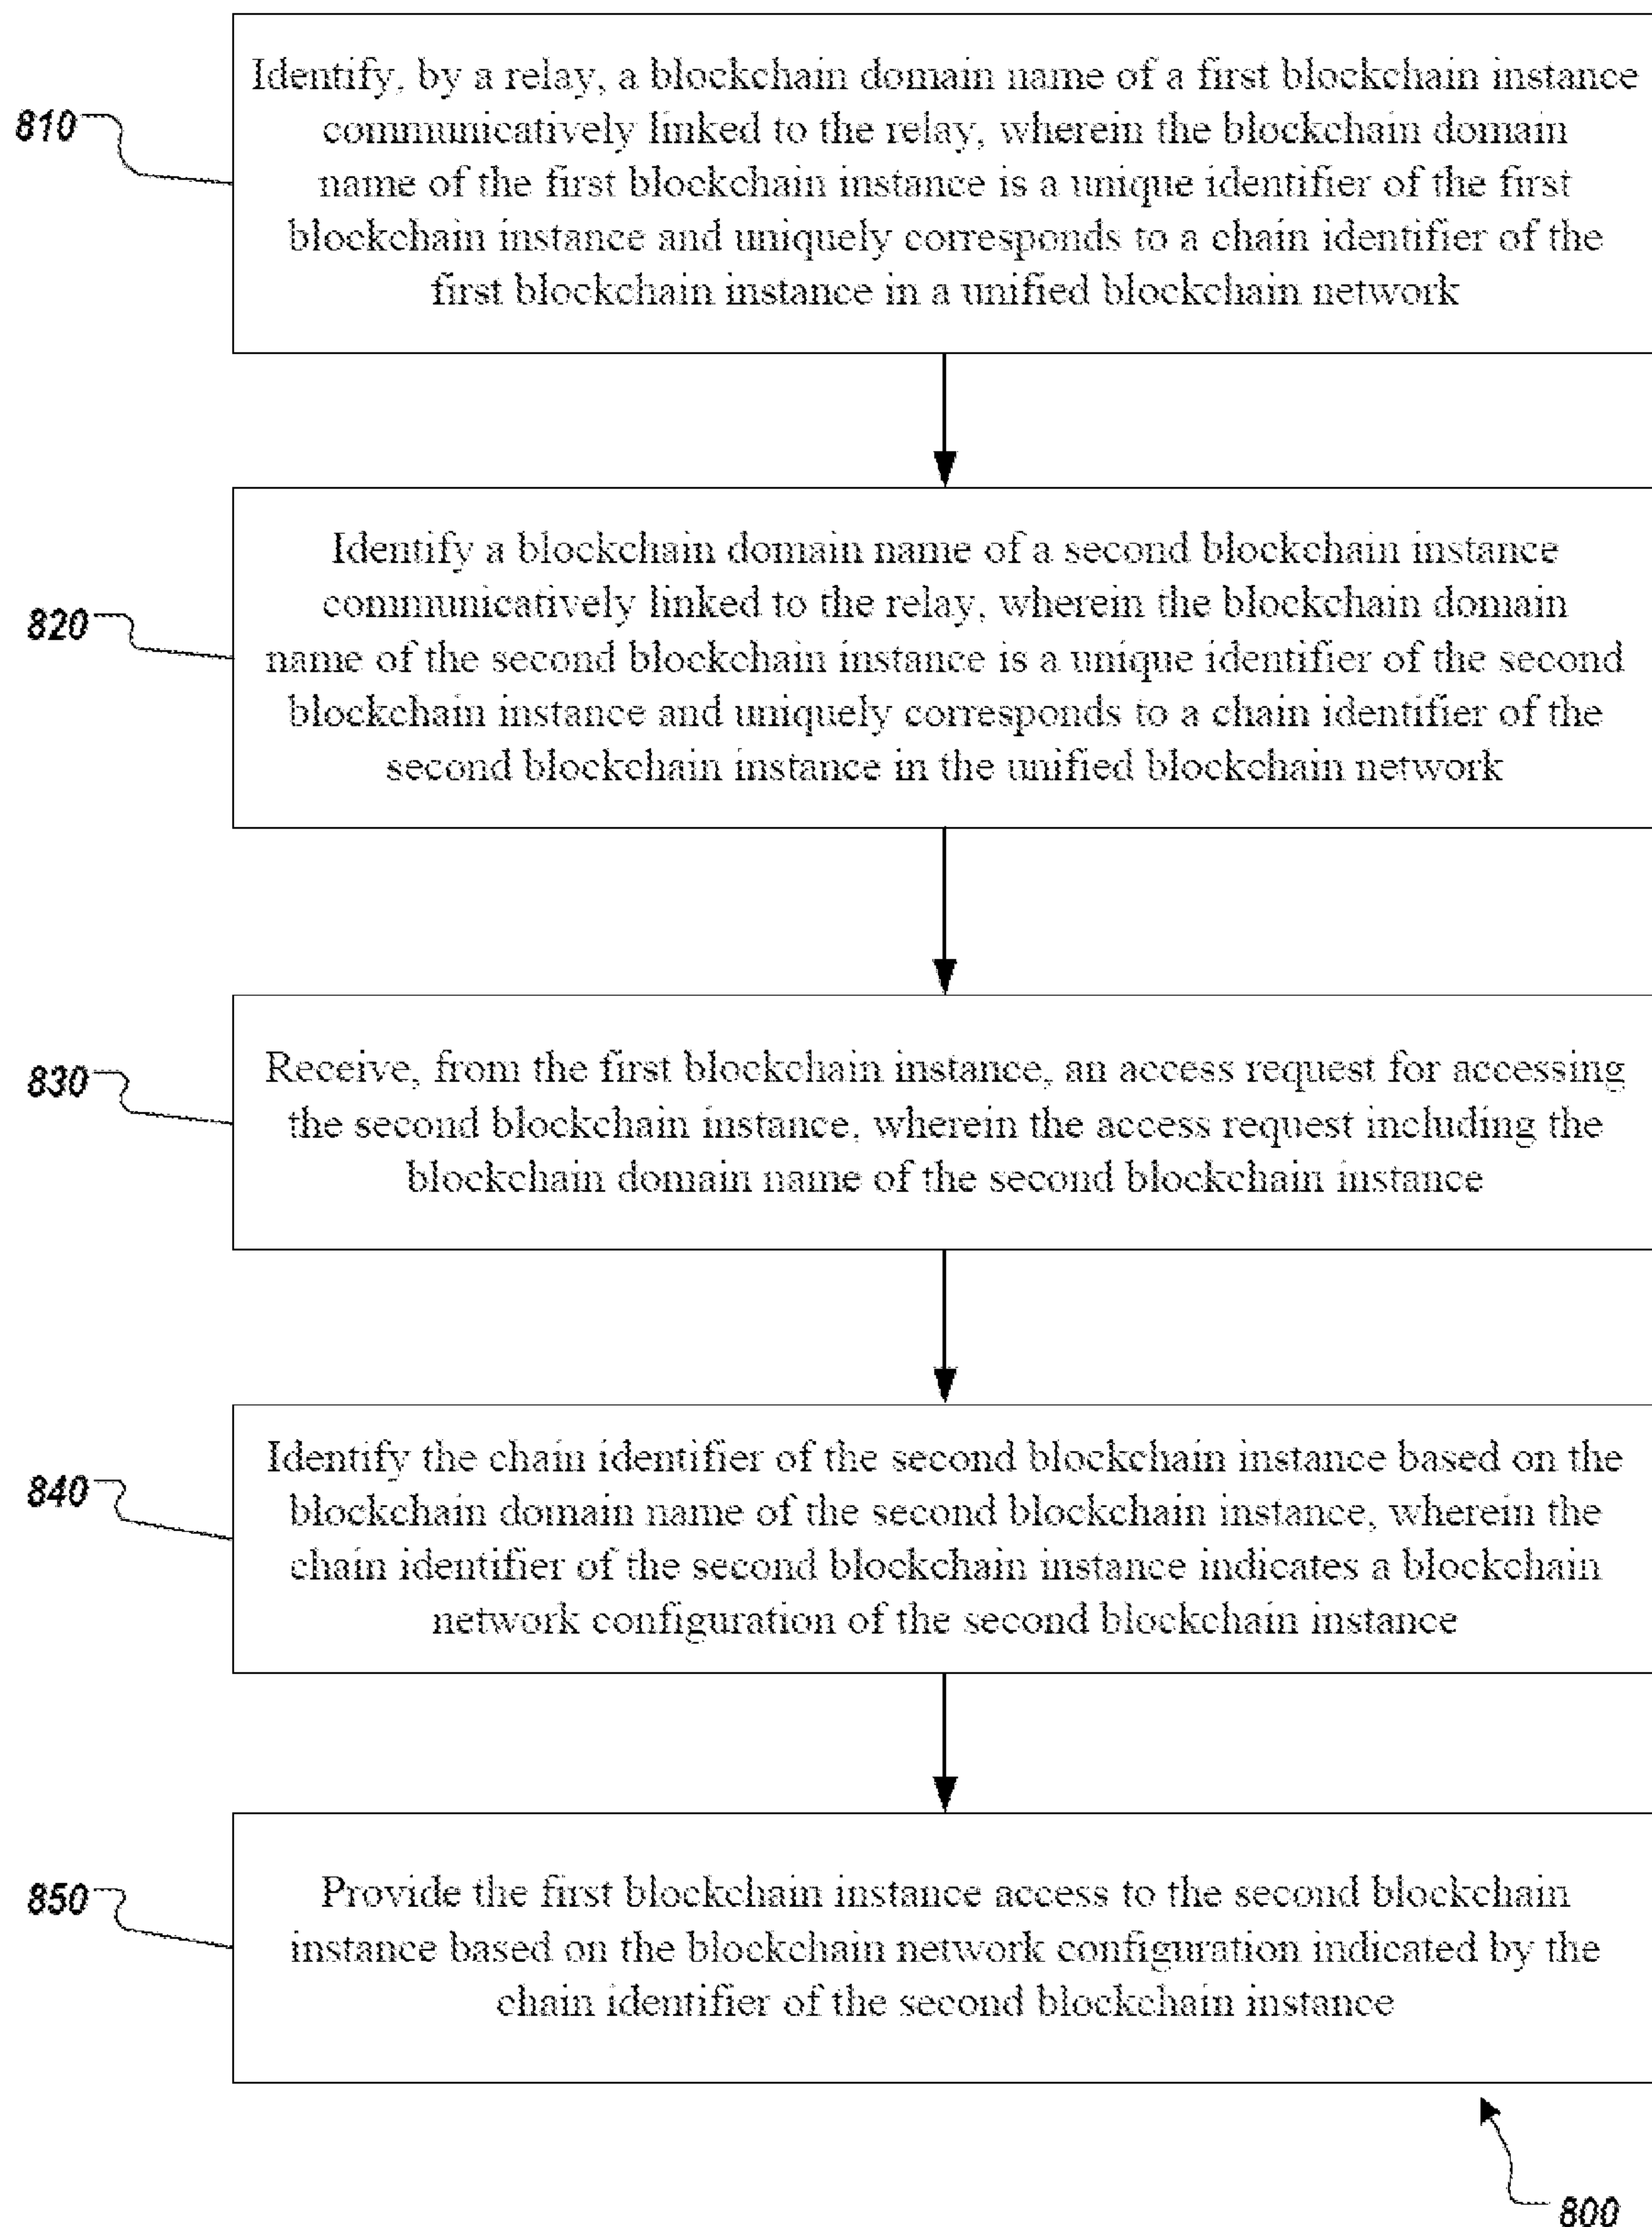 810
Identify, by a relay, a blockchain domain name of a first blockchain instance
communicatively linked to the relay, wherein the blockchain domain
name of the first blockchain instance is a unique identifier of the first
blockchain instance and uniquely corresponds to a chain identifier of the
first blockchain instance in a unified blockchain network
820
Identify a blockchain domain name of a second blockchain instance
communicatively linked to the relay, wherein the blockchain domain
name of the second blockchain instance is a unique identifier of the second
blockchain instance and uniquely corresponds to a chain identifier of the
second blockchain instance in the unified blockchain network
830
Receive, from the first blockchain instance, an access request for accessing
the second blockchain instance, wherein the access request including the
blockchain domain name of the second blockchain instance
840
Identify the chain identifier of the second blockchain instance based on the
blockchain domain name of the second blockchain instance, wherein the
chain identifier of the second blockchain instance indicates a blockchain
network configuration of the second blockchain instance
850
Provide the first blockchain instance access to the second blockchain
instance based on the blockchain network configuration indicated by the
chain identifier of the second blockchain instance
800